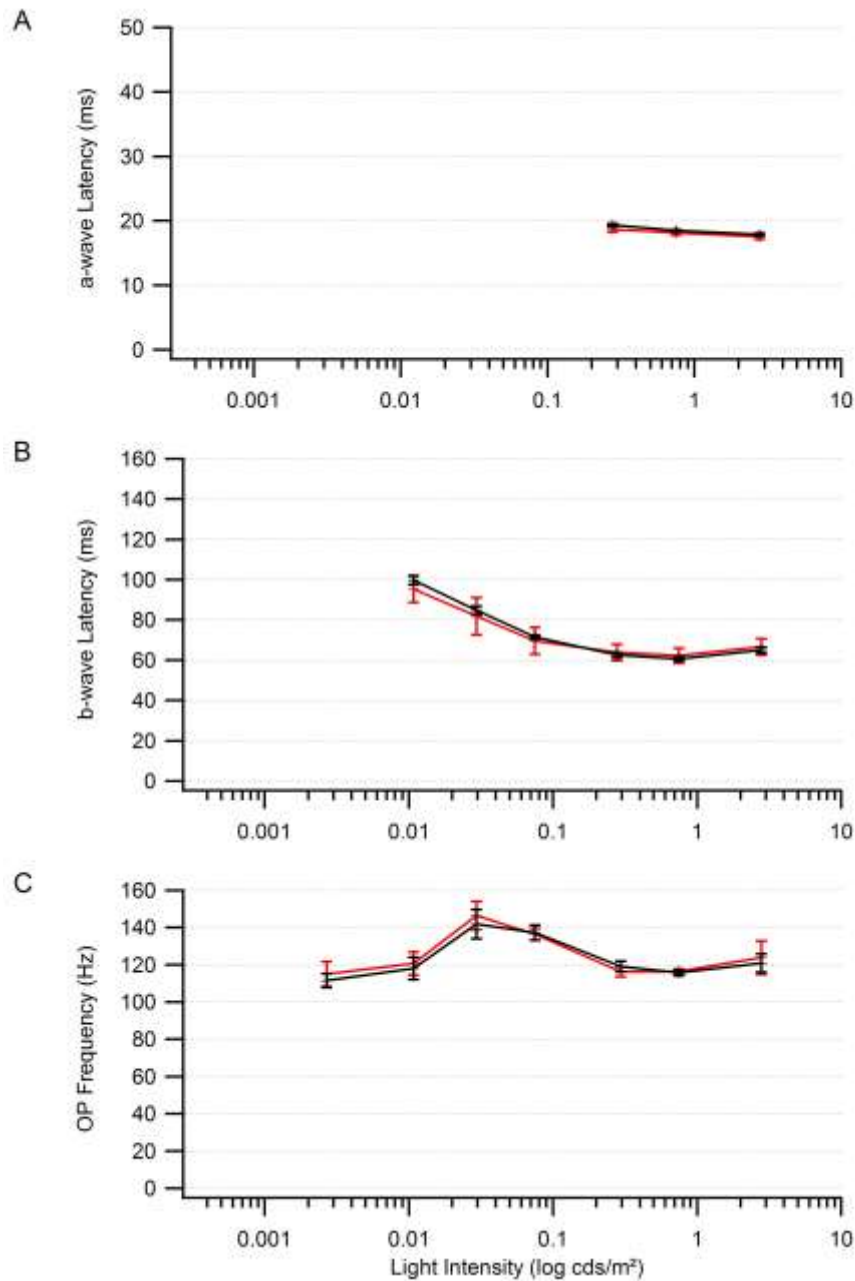 A
50
40
30
20
10
0
a-wave Latency (ms)
0.001 0.01 0.1 1 10
B
160
140
120
100
80
60
40
20
0
b-wave Latency (ms)
0.001 0.01 0.1 1 10
C
160
140
120
100
80
60
40
20
0
OP Frequency (Hz)
0.001 0.01 0.1 1 10
Light Intensity (log cds/m²)